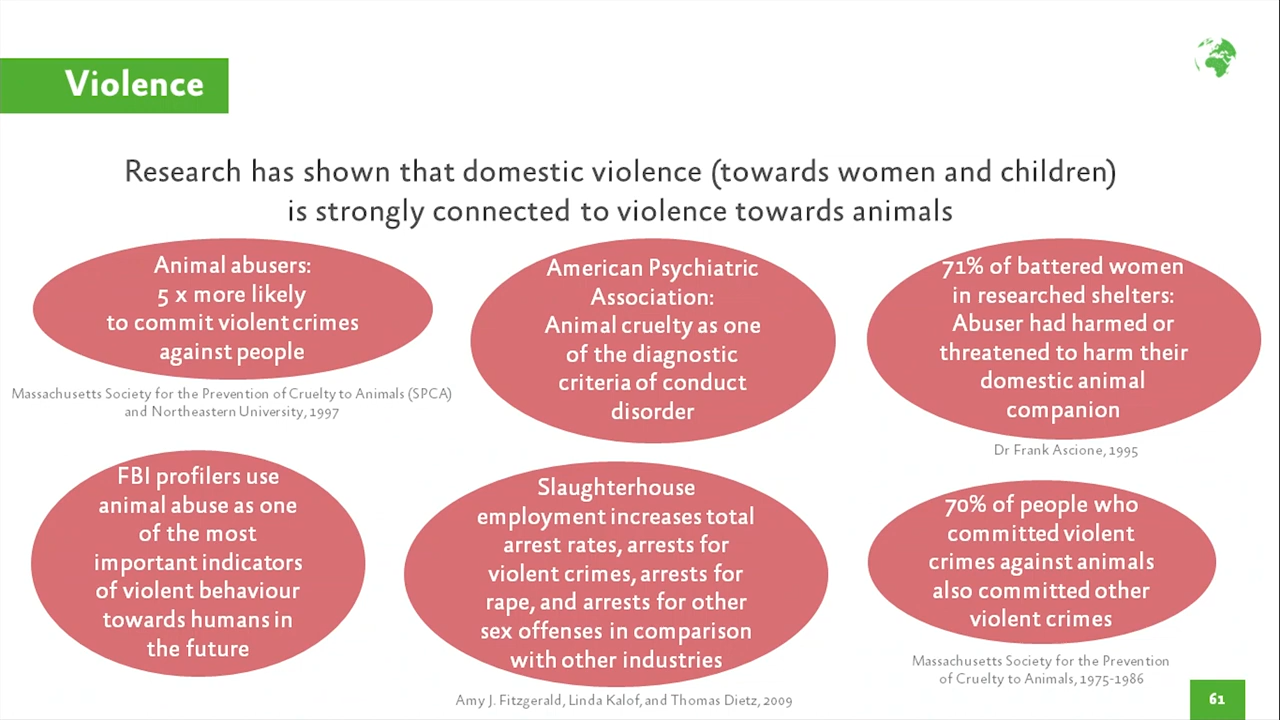 Violence
Research has shown that domestic violence (towards women and children)
is strongly connected to violence towards animals
Animal abusers:
5 x more likely
to commit violent crimes
against people
Massachusetts Society for the Prevention of Cruelty to Animals (SPCA)
and Northeastern University, 1997
American Psychiatric
Association:
Animal cruelty as one
of the diagnostic
criteria of conduct
disorder
71% of battered women
in researched shelters:
Abuser had harmed or
threatened to harm their
domestic animal
companion
Dr Frank Ascione, 1995
FBI profilers use
animal abuse as one
of the most
important indicators
of violent behaviour
towards humans in
the future
Slaughterhouse
employment increases total
arrest rates, arrests for
violent crimes, arrests for
rape, and arrests for other
sex offenses in comparison
with other industries
Amy J. Fitzgerald, Linda Kalof, and Thomas Dietz, 2009
70% of people who
committed violent
crimes against animals
also committed other
violent crimes
Massachusetts Society for the Prevention
of Cruelty to Animals, 1975-1986
61